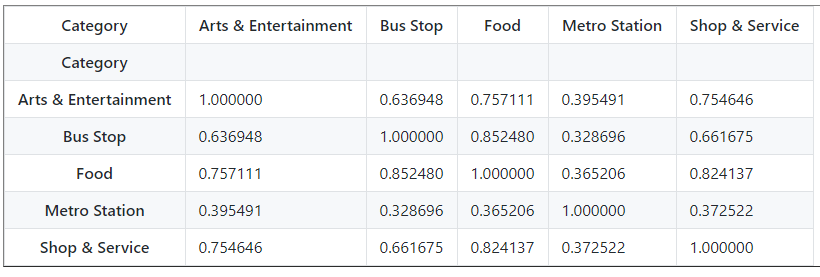 Category Arts & Entertainment Bus Stop Food Metro Station Shop & Service
Category
Arts & Entertainment 1.000000 0.636948 0.757111 0.395491 0.754646
Bus Stop 0.636948 1.000000 0.852480 0.328696 0.661675
Food 0.757111 0.852480 1.000000 0.365206 0.824137
Metro Station 0.395491 0.328696 0.365206 1.000000 0.372522
Shop & Service 0.754646 0.661675 0.824137 0.372522 1.000000